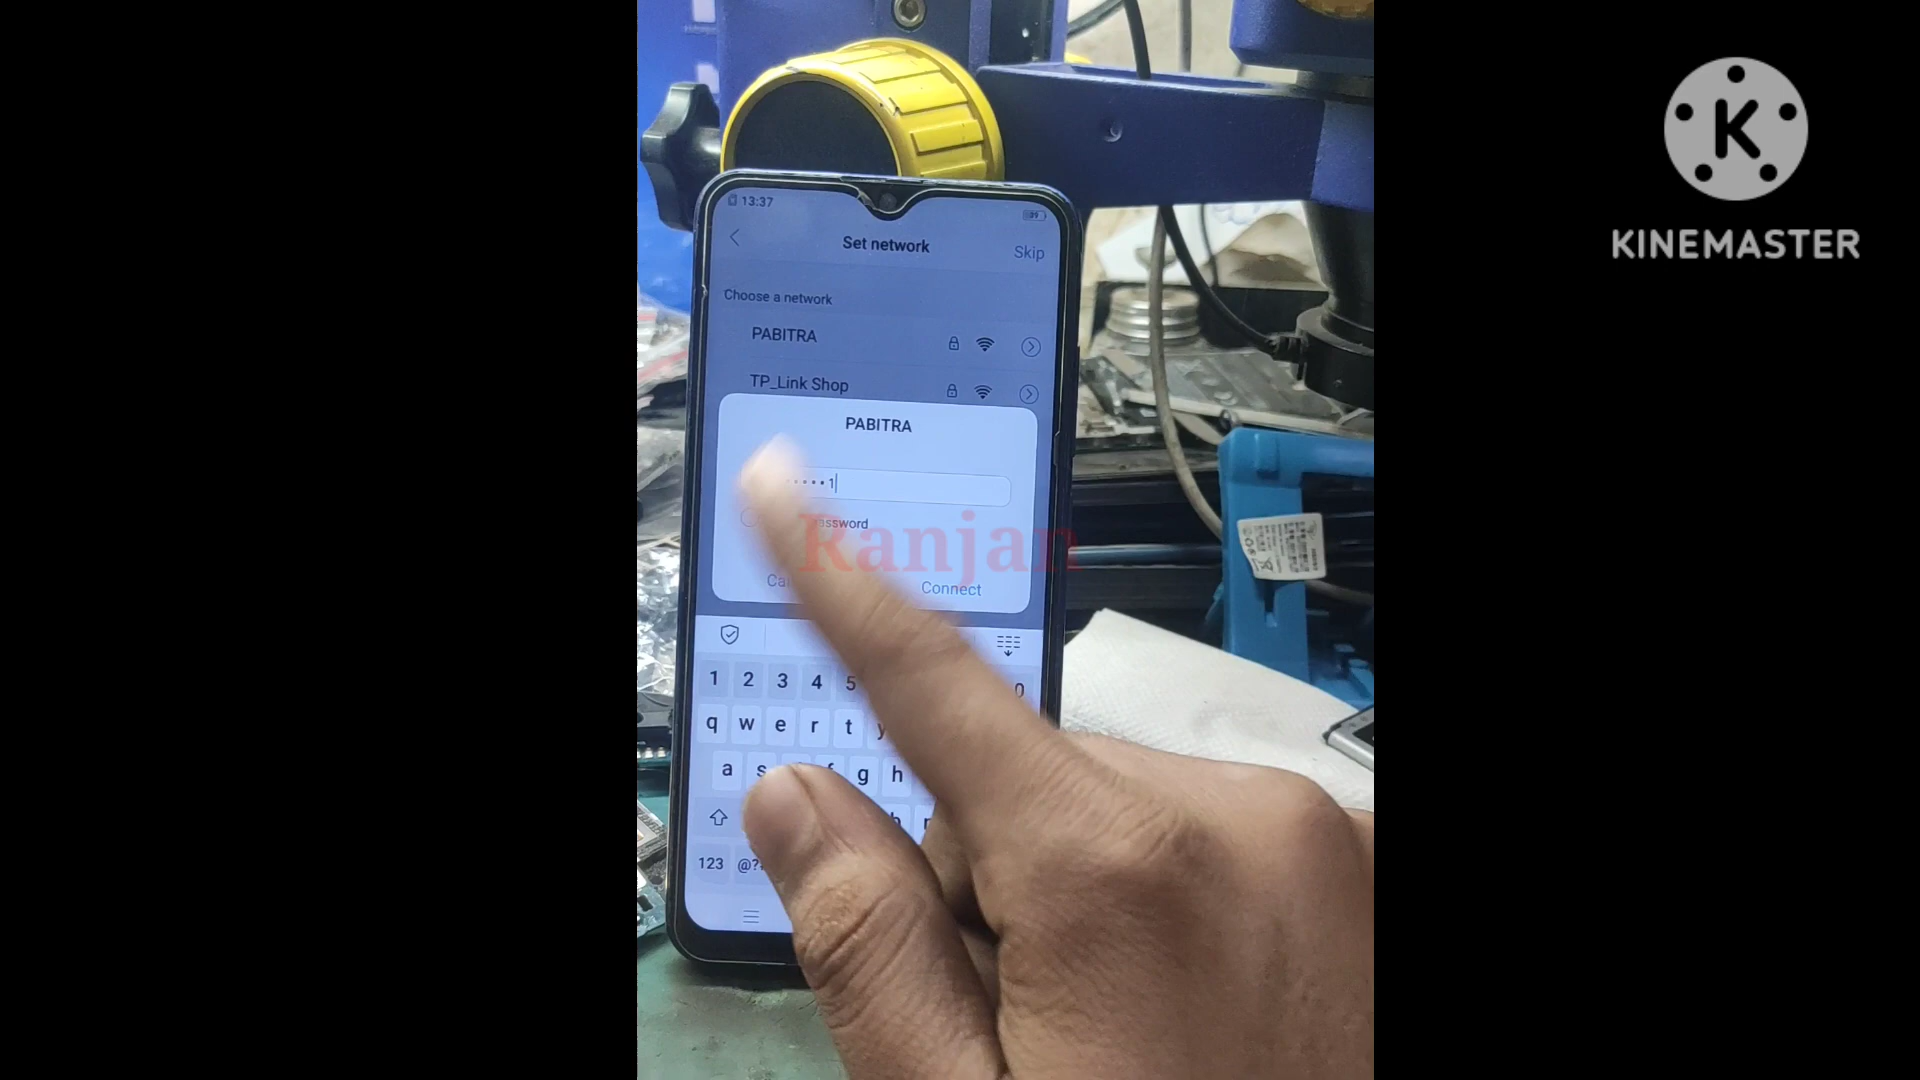 KINEMASTER
13:37
Set network
Skip
Choose a network
PABITRA
TP_Link Shop
PABITRA
•••••1
Ranjan
Connect
1 2 3 4 5 0
q w e r t y
a s f g h
123 @?